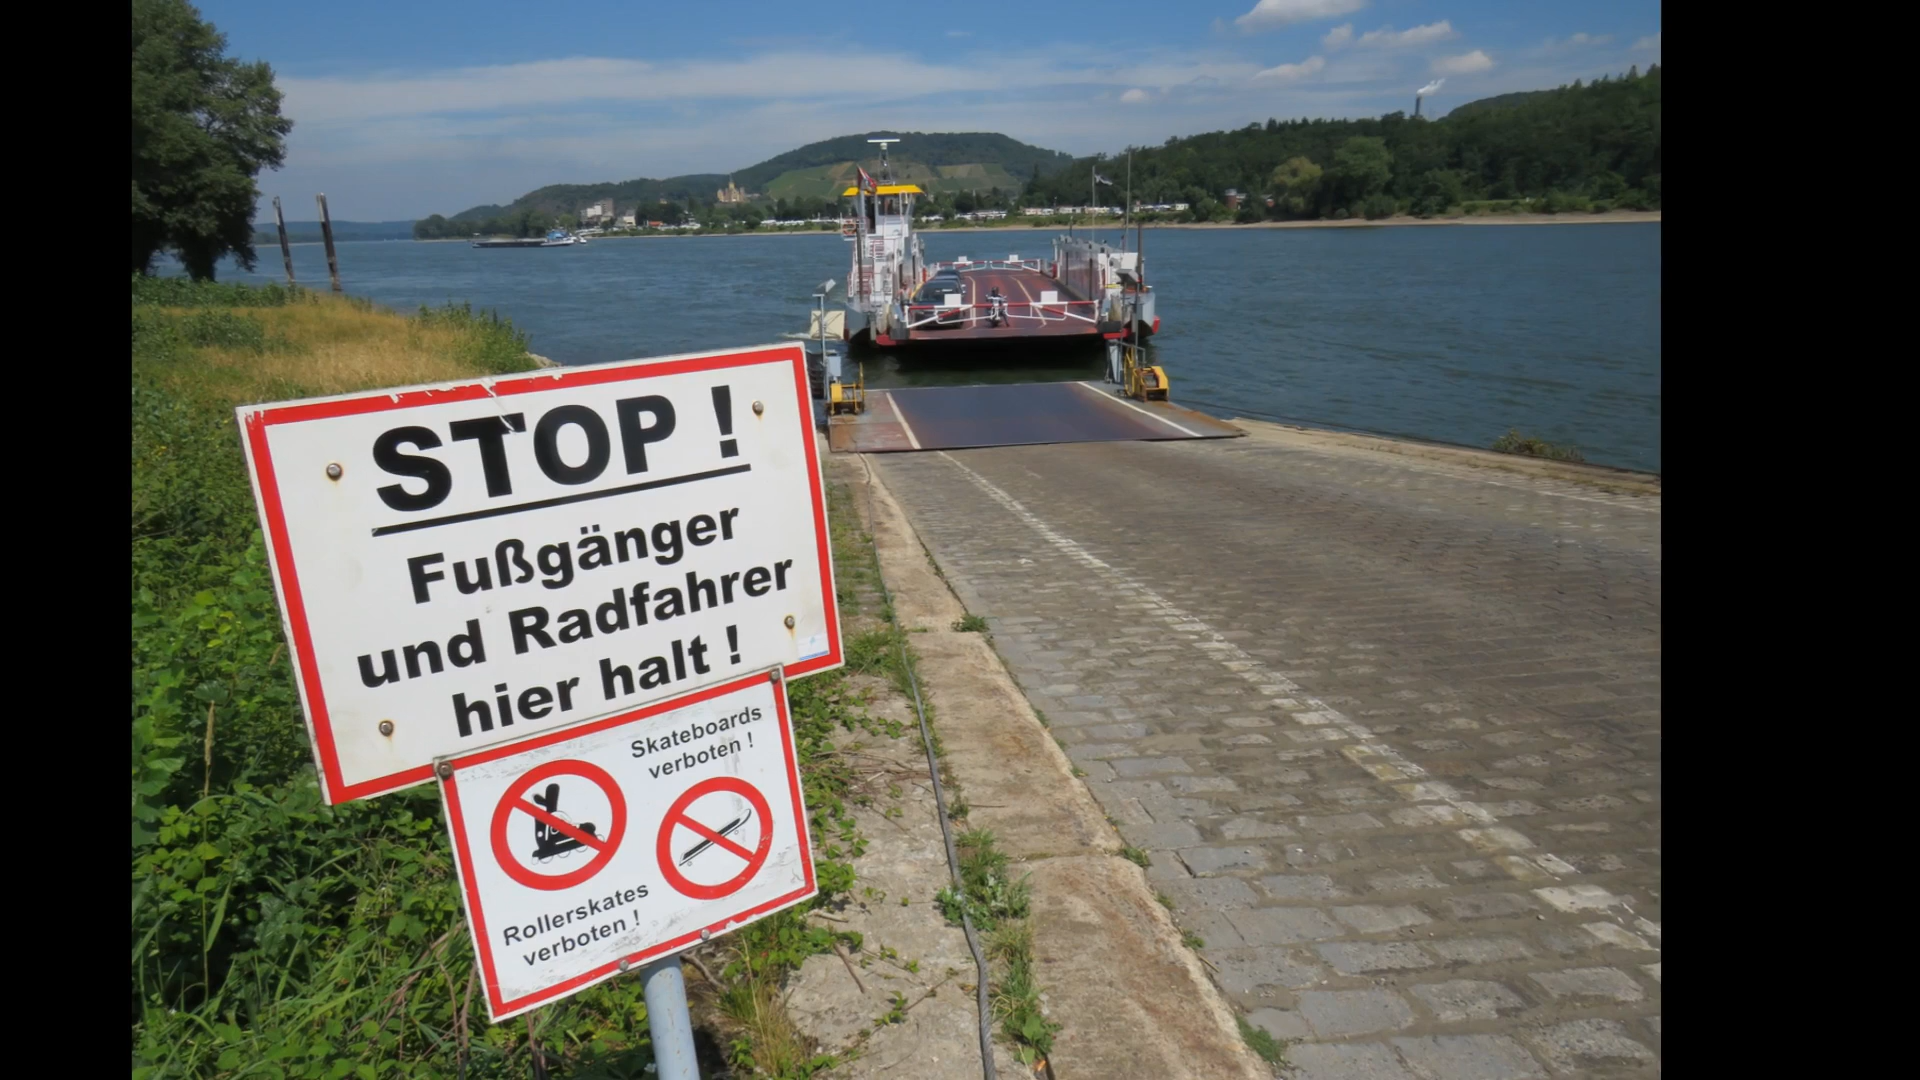 STOP !
Fußgänger
und Radfahrer
hier halt !
Skateboards
verboten !
Rollerskates
verboten !